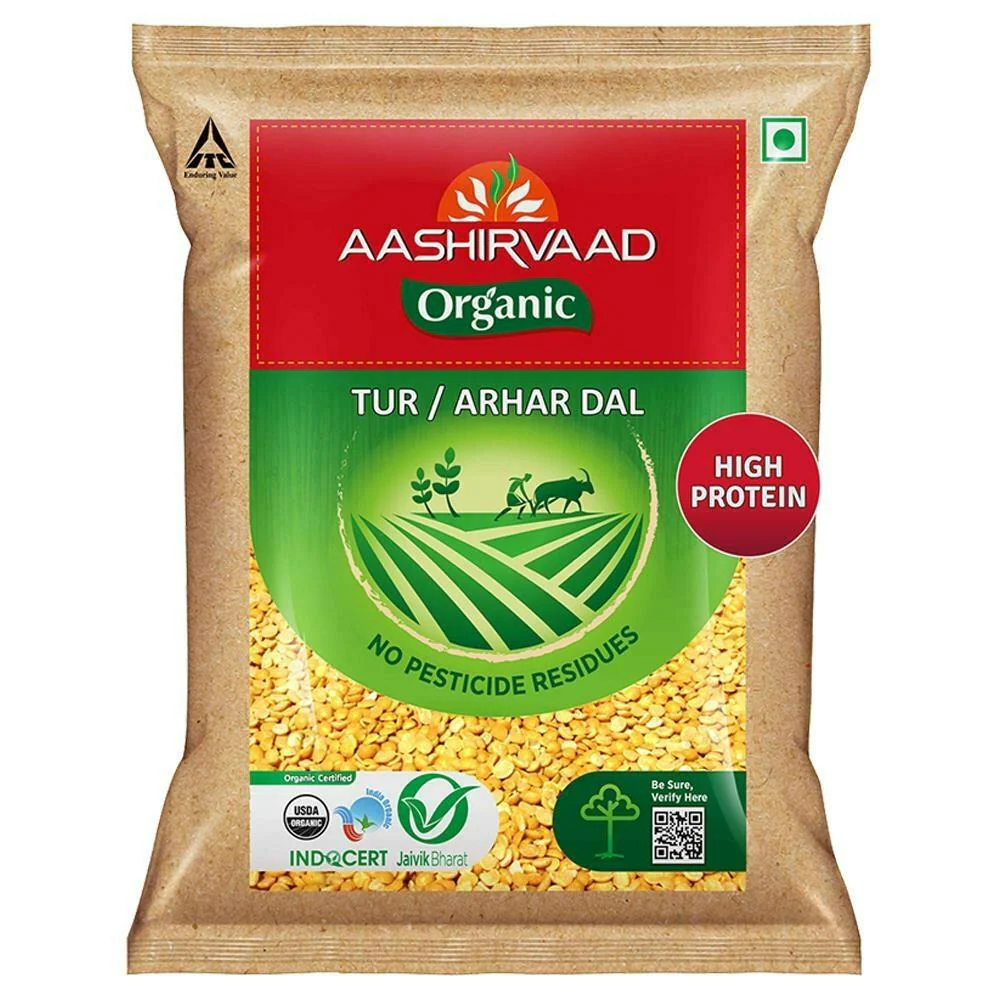 ITC
Enduring Value
AASHIRVAAD
Organic
TUR / ARHAR DAL
HIGH
PROTEIN
NO PESTICIDE RESIDUES
Organic Certified
USDA
ORGANIC
India Organic
INDOCERT
Jaivik Bharat
Be Sure,
Verify Here